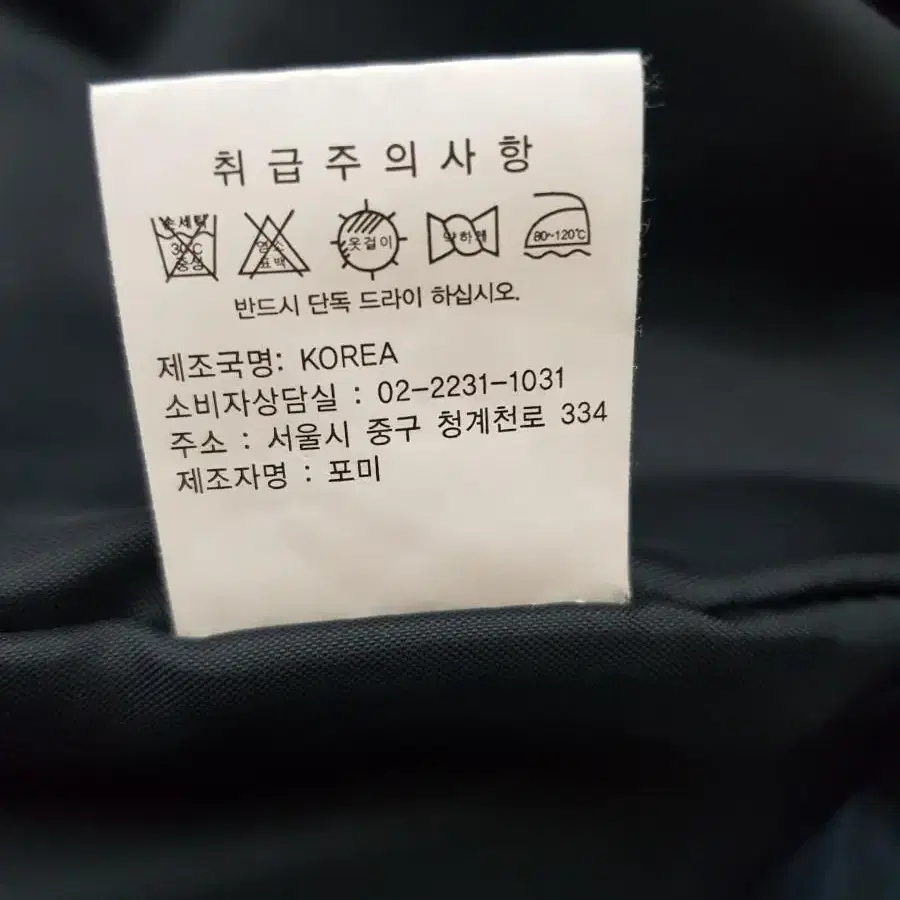 취급주의사항
손세탁 30℃ 중성
염소 표백
옷걸이
약하게
80~120℃
반드시 단독 드라이 하십시오.
제조국명: KOREA
소비자상담실 : 02-2231-1031
주소 : 서울시 중구 청계천로 334
제조자명 : 포미